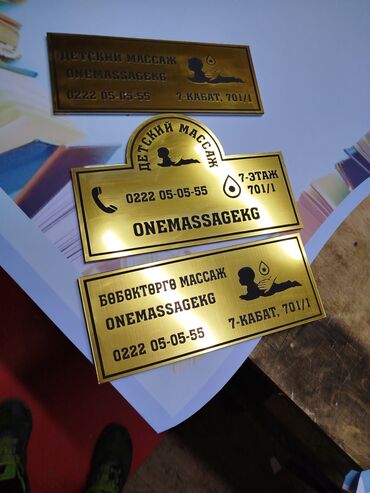 ДЕТСКИЙ МАССАЖ
ONEMASSAGEKG
0222 05-05-55
7-КАБАТ, 701/1
ДЕТСКИЙ МАССАЖ
0222 05-05-55
7-ЭТАЖ
701/1
ONEMASSAGEKG
БӨБӨКТӨРГӨ МАССАЖ
ONEMASSAGEKG
0222 05-05-55
7-КАБАТ, 701/1